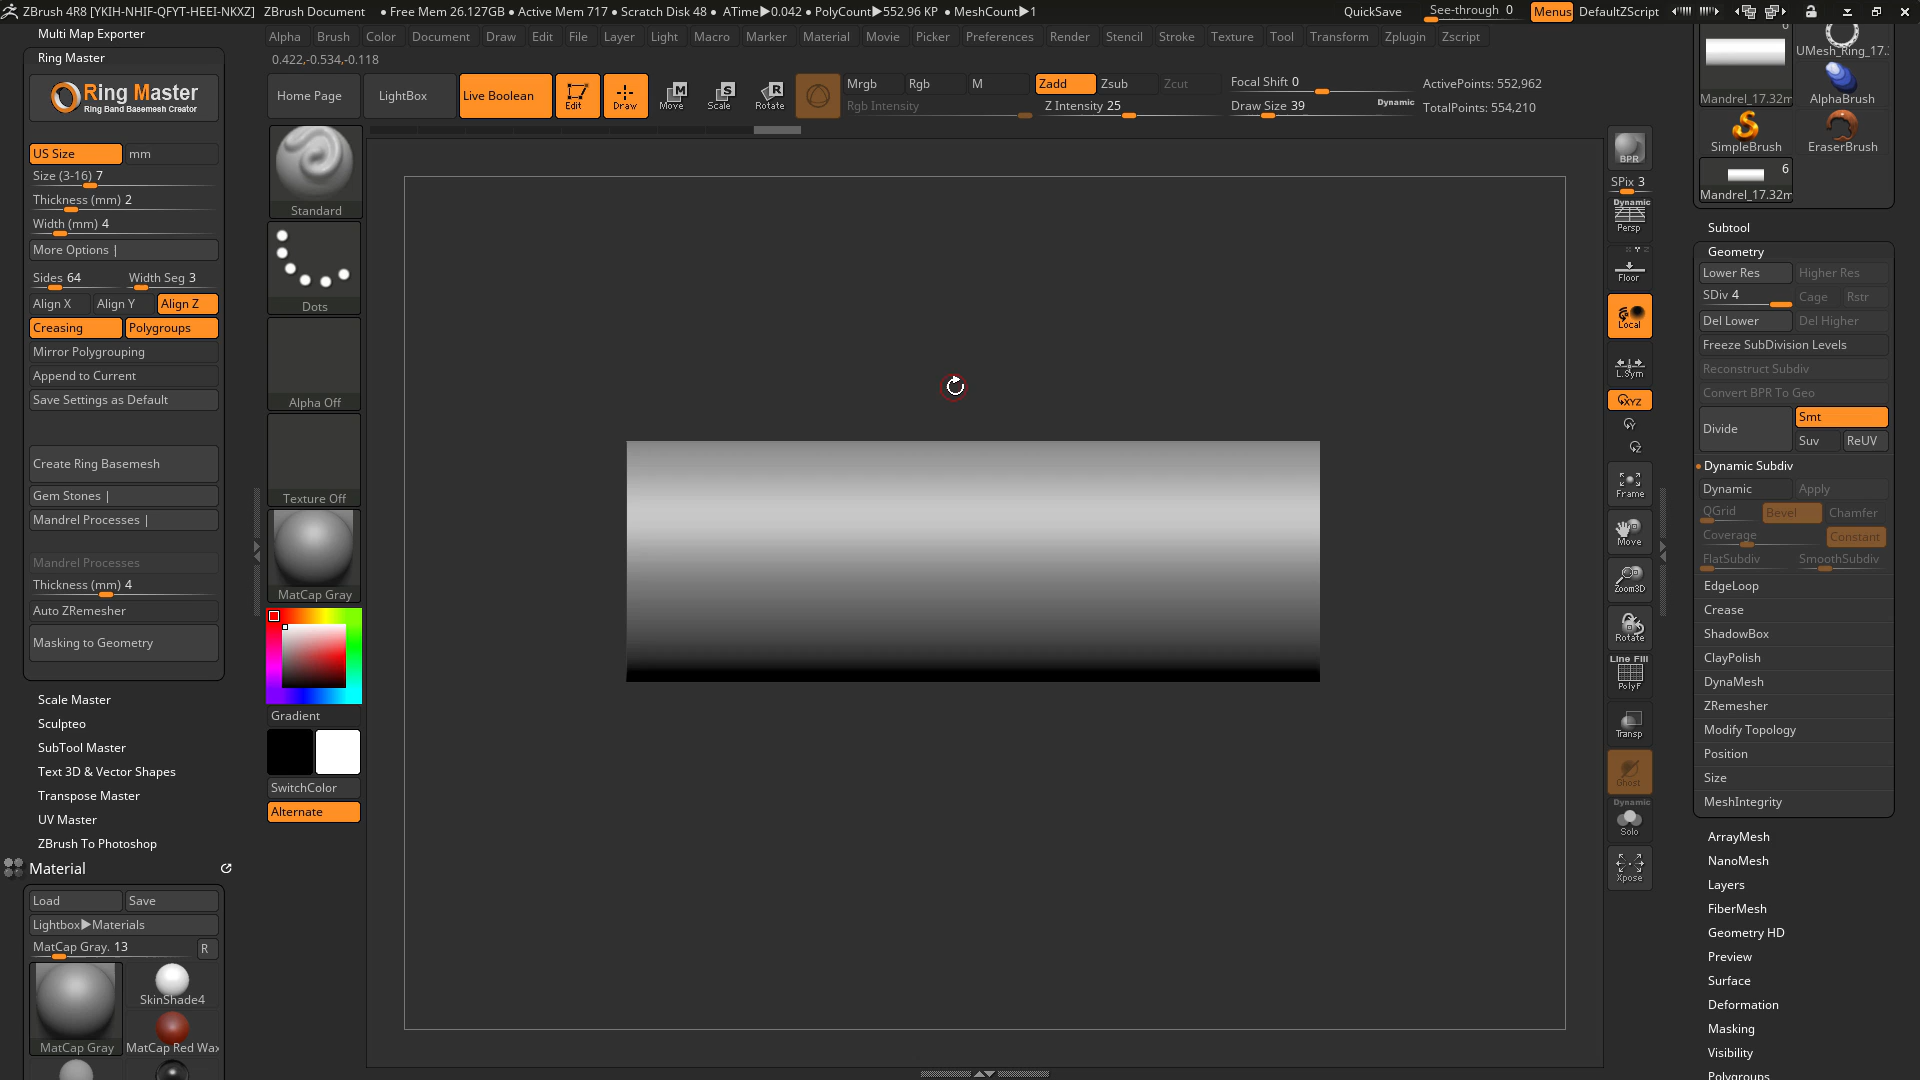 ZBrush 4R8 [YKIH-NHIF-QFYT-HEEI-NKXZ] ZBrush Document ● Free Mem 26.127GB ● Active Mem 717 ● Scratch Disk 48 ● ATime▶0.042 ● PolyCount▶552.96 KP ● MeshCount▶1 QuickSave See-through 0 Menus DefaultZScript
Alpha Brush Color Document Draw Edit File Layer Light Macro Marker Material Movie Picker Preferences Render Stencil Stroke Texture Tool Transform Zplugin Zscript
0.422,-0.534,-0.118
Home Page LightBox Live Boolean Edit Draw Move Scale Rotate
M S R
Mrgb Rgb M Zadd Zsub Zcut
Rgb Intensity Z Intensity 25
Focal Shift 0
Draw Size 39 Dynamic
ActivePoints: 552,962
TotalPoints: 554,210
Multi Map Exporter
Ring Master
Ring Master
Ring Band Basemesh Creator
US Size mm
Size (3-16) 7
Thickness (mm) 2
Width (mm) 4
More Options |
Sides 64 Width Seg 3
Align X Align Y Align Z
Creasing Polygroups
Mirror Polygrouping
Append to Current
Save Settings as Default
Create Ring Basemesh
Gem Stones |
Mandrel Processes |
Mandrel Processes
Thickness (mm) 4
Auto ZRemesher
Masking to Geometry
Scale Master
Sculpteo
SubTool Master
Text 3D & Vector Shapes
Transpose Master
UV Master
ZBrush To Photoshop
Material
Load Save
Lightbox▶Materials
MatCap Gray. 13 R
SkinShade4
MatCap Gray MatCap Red Wax
Standard
Dots
Alpha Off
Texture Off
MatCap Gray
Gradient
SwitchColor
Alternate
BPR
SPix 3
Dynamic
Persp
Floor
Local
L.Sym
XYZ
Y
Z
Frame
Move
Zoom3D
Rotate
Line Fill
PolyF
Transp
Ghost
Dynamic
Solo
Xpose
6
Mandrel_17.32m
UMesh_Ring_17.
AlphaBrush
SimpleBrush EraserBrush
6
Mandrel_17.32m
Subtool
Geometry
Lower Res Higher Res
SDiv 4 Cage Rstr
Del Lower Del Higher
Freeze SubDivision Levels
Reconstruct Subdiv
Convert BPR To Geo
Divide Smt
Suv ReUV
Dynamic Subdiv
Dynamic Apply
QGrid Bevel Chamfer
Coverage Constant
FlatSubdiv SmoothSubdiv
EdgeLoop
Crease
ShadowBox
ClayPolish
DynaMesh
ZRemesher
Modify Topology
Position
Size
MeshIntegrity
ArrayMesh
NanoMesh
Layers
FiberMesh
Geometry HD
Preview
Surface
Deformation
Masking
Visibility
Polygroups